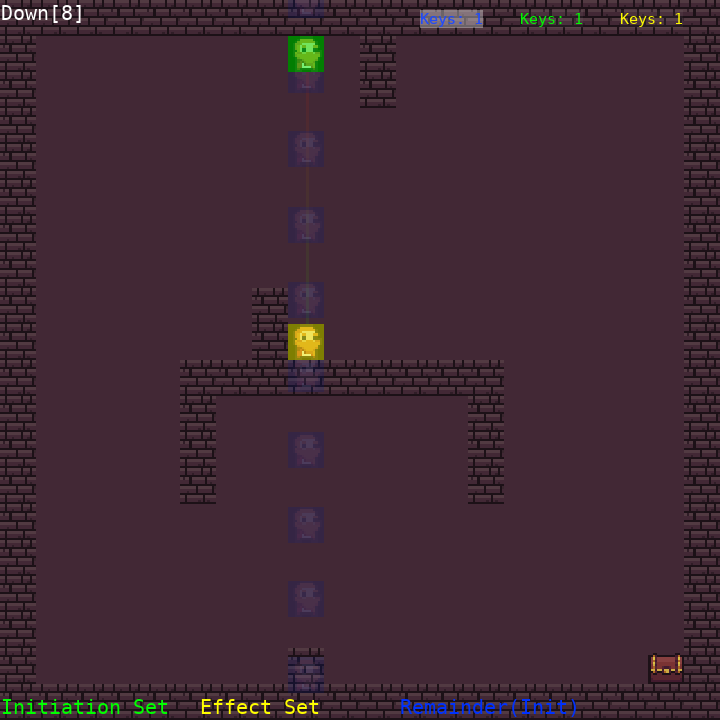 Down[8]
Keys: 1 Keys: 1 Keys: 1
Initiation Set Effect Set Remainder(Init)